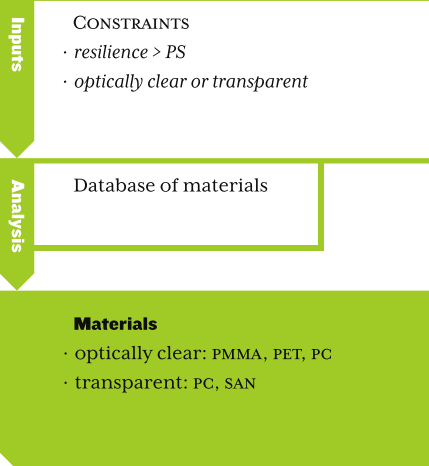 Inputs
CONSTRAINTS
· resilience > PS
· optically clear or transparent
Analysis
Database of materials
Materials
· optically clear: PMMA, PET, PC
· transparent: PC, SAN